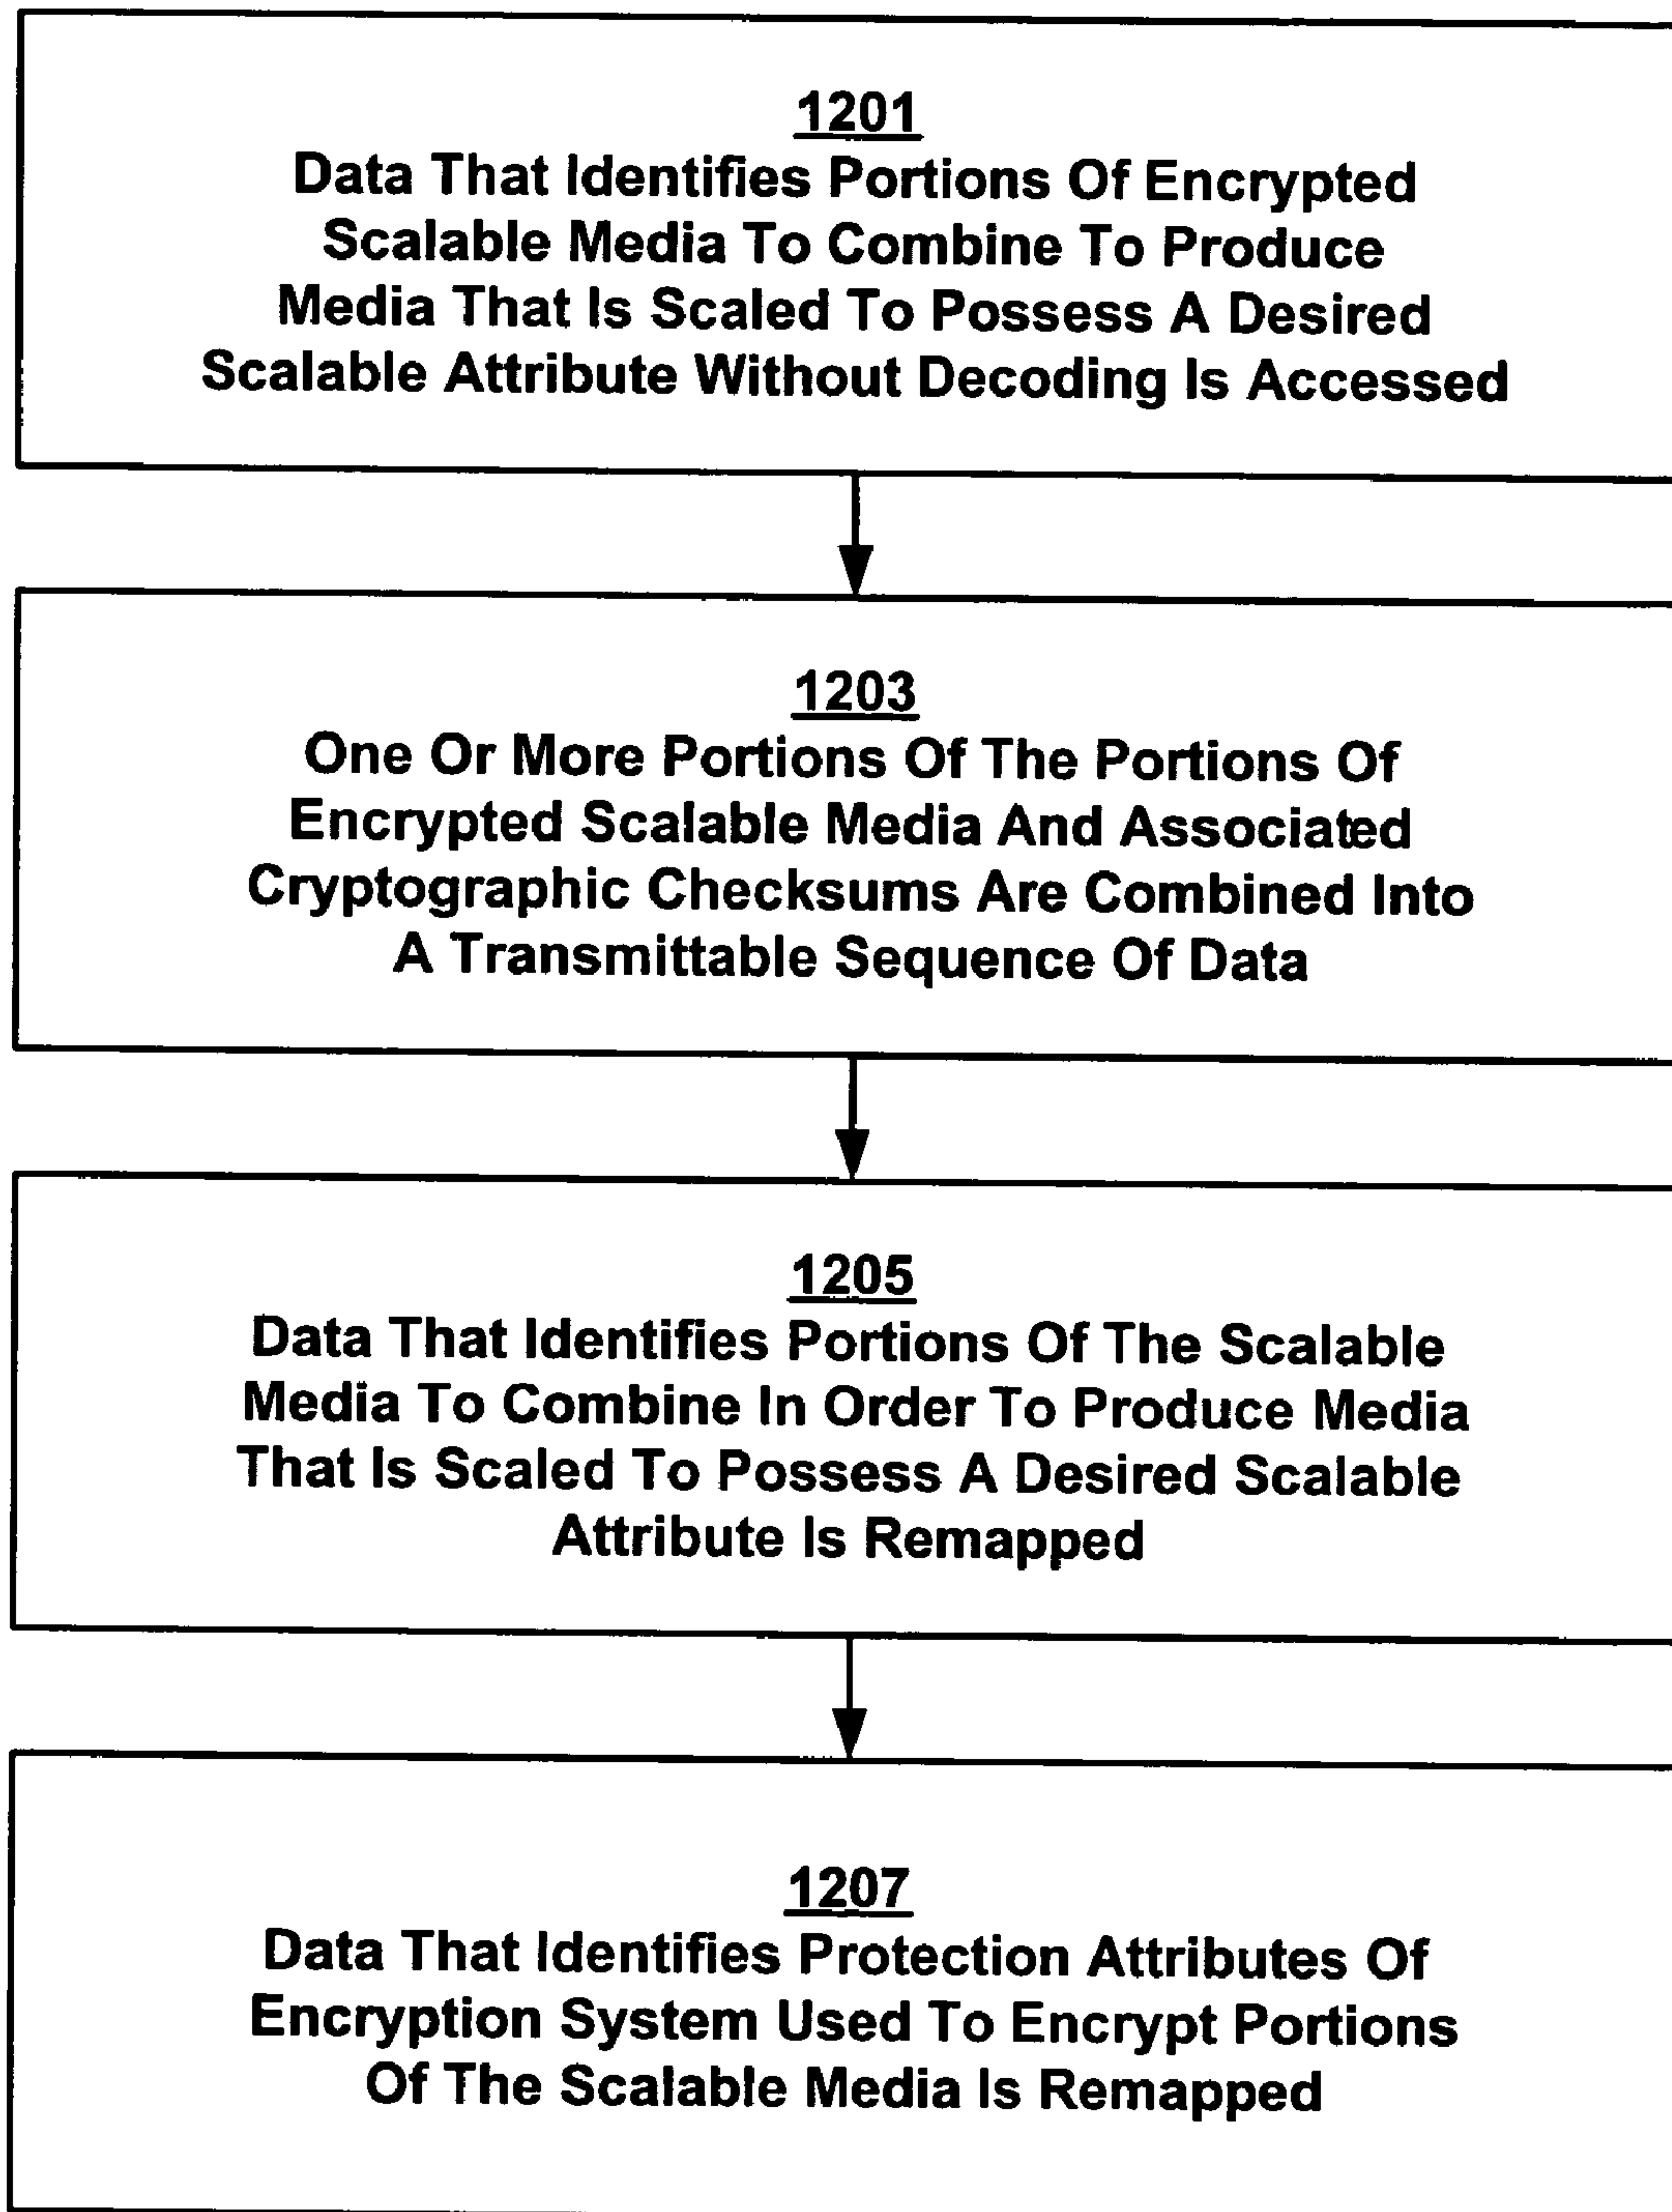 1201
Data That Identifies Portions Of Encrypted
Scalable Media To Combine To Produce
Media That Is Scaled To Possess A Desired
Scalable Attribute Without Decoding Is Accessed
1203
One Or More Portions Of The Portions Of
Encrypted Scalable Media And Associated
Cryptographic Checksums Are Combined Into
A Transmittable Sequence Of Data
1205
Data That Identifies Portions Of The Scalable
Media To Combine In Order To Produce Media
That Is Scaled To Possess A Desired Scalable
Attribute Is Remapped
1207
Data That Identifies Protection Attributes Of
Encryption System Used To Encrypt Portions
Of The Scalable Media Is Remapped